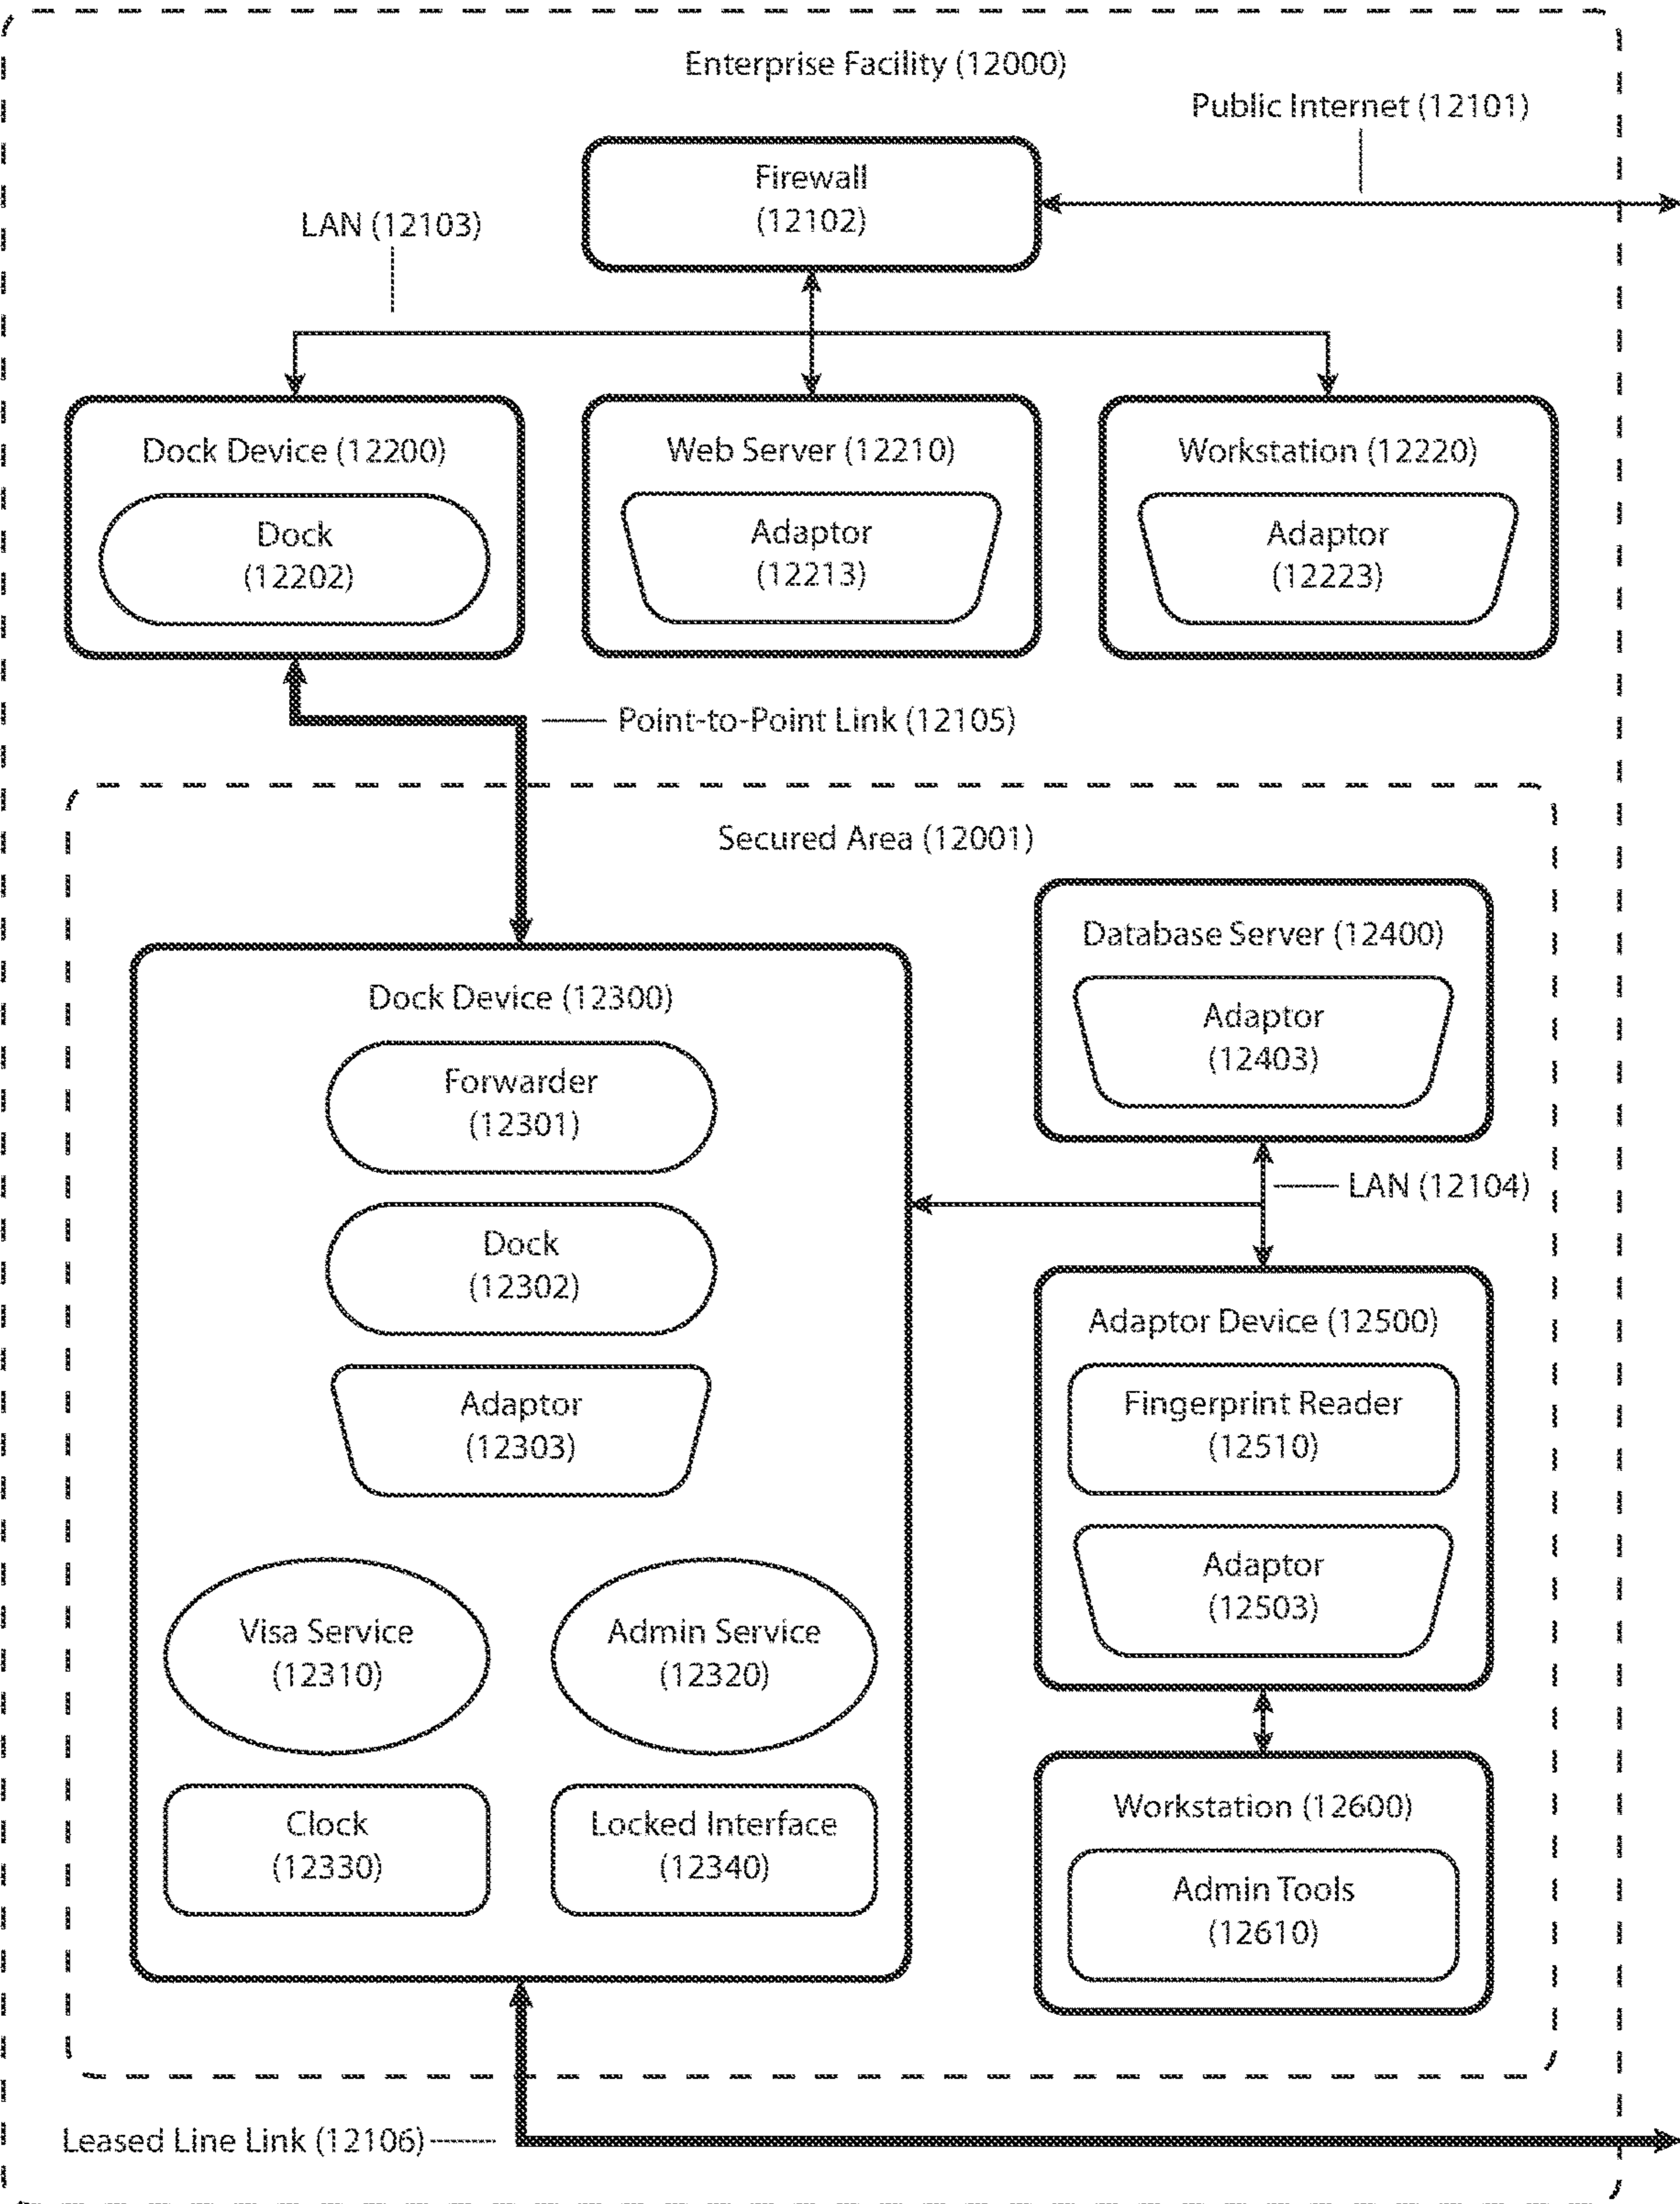 Enterprise Facility (12000)
Public Internet (12101)
Firewall
(12102)
LAN (12103)
Dock Device (12200)
Dock
(12202)
Web Server (12210)
Adaptor
(12213)
Workstation (12220)
Adaptor
(12223)
Point-to-Point Link (12105)
Secured Area (12001)
Dock Device (12300)
Forwarder
(12301)
Dock
(12302)
Adaptor
(12303)
Visa Service
(12310)
Admin Service
(12320)
Clock
(12330)
Locked Interface
(12340)
Database Server (12400)
Adaptor
(12403)
LAN (12104)
Adaptor Device (12500)
Fingerprint Reader
(12510)
Adaptor
(12503)
Workstation (12600)
Admin Tools
(12610)
Leased Line Link (12106)